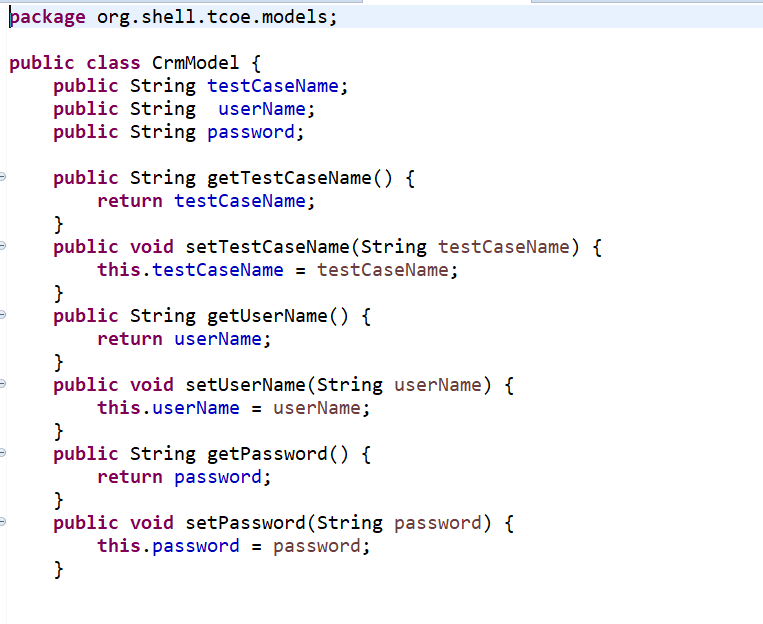 package org.shell.tcoe.models;

public class CrmModel {
    public String testCaseName;
    public String  userName;
    public String password;

    public String getTestCaseName() {
        return testCaseName;
    }
    public void setTestCaseName(String testCaseName) {
        this.testCaseName = testCaseName;
    }
    public String getUserName() {
        return userName;
    }
    public void setUserName(String userName) {
        this.userName = userName;
    }
    public String getPassword() {
        return password;
    }
    public void setPassword(String password) {
        this.password = password;
    }